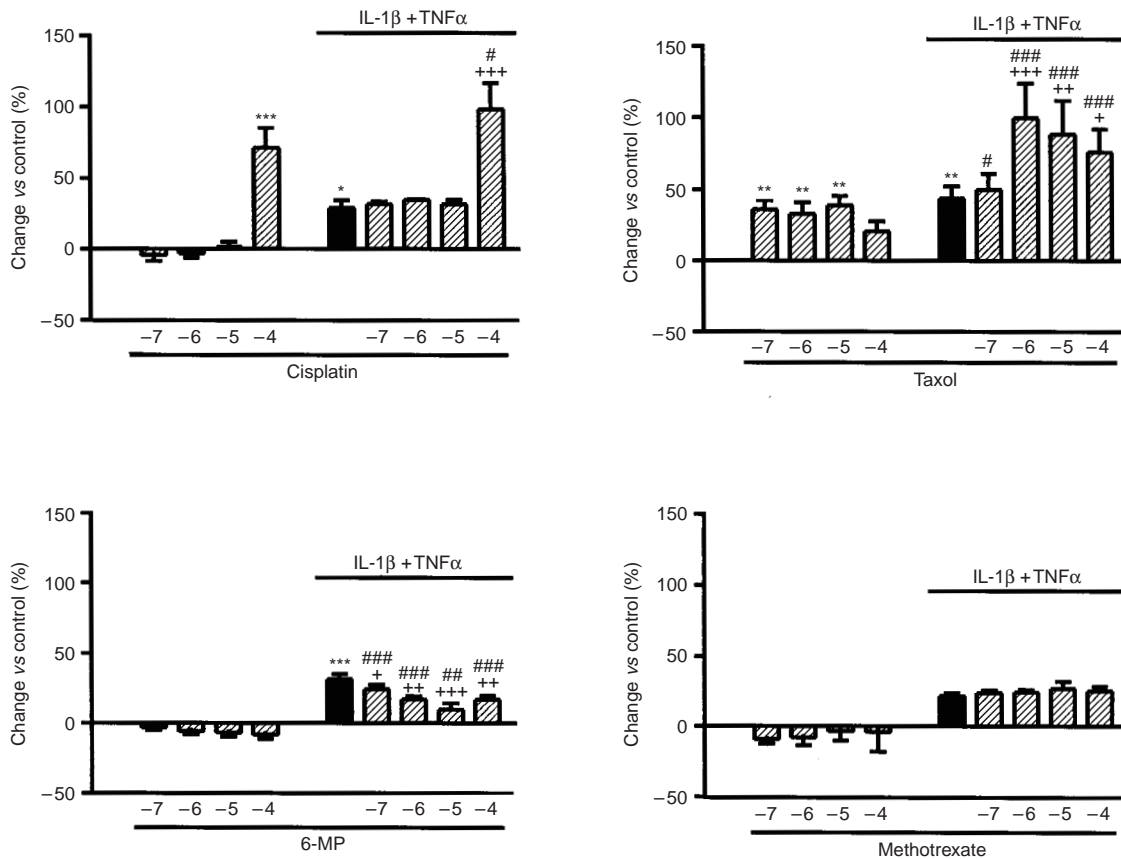 IL-1β + TNFα
150
100
50
0
−50
Change vs control (%)
***
*
#
+++
−7 −6 −5 −4 −7 −6 −5 −4
Cisplatin
IL-1β + TNFα
150
100
50
0
−50
Change vs control (%)
** ** ** ** #
###
+++
###
++
###
+
−7 −6 −5 −4 −7 −6 −5 −4
Taxol
150
100
50
0
−50
Change vs control (%)
IL-1β + TNFα
***
###
+
###
++
##
+++
###
++
−7 −6 −5 −4 −7 −6 −5 −4
6-MP
150
100
50
0
−50
Change vs control (%)
IL-1β + TNFα
−7 −6 −5 −4 −7 −6 −5 −4
Methotrexate